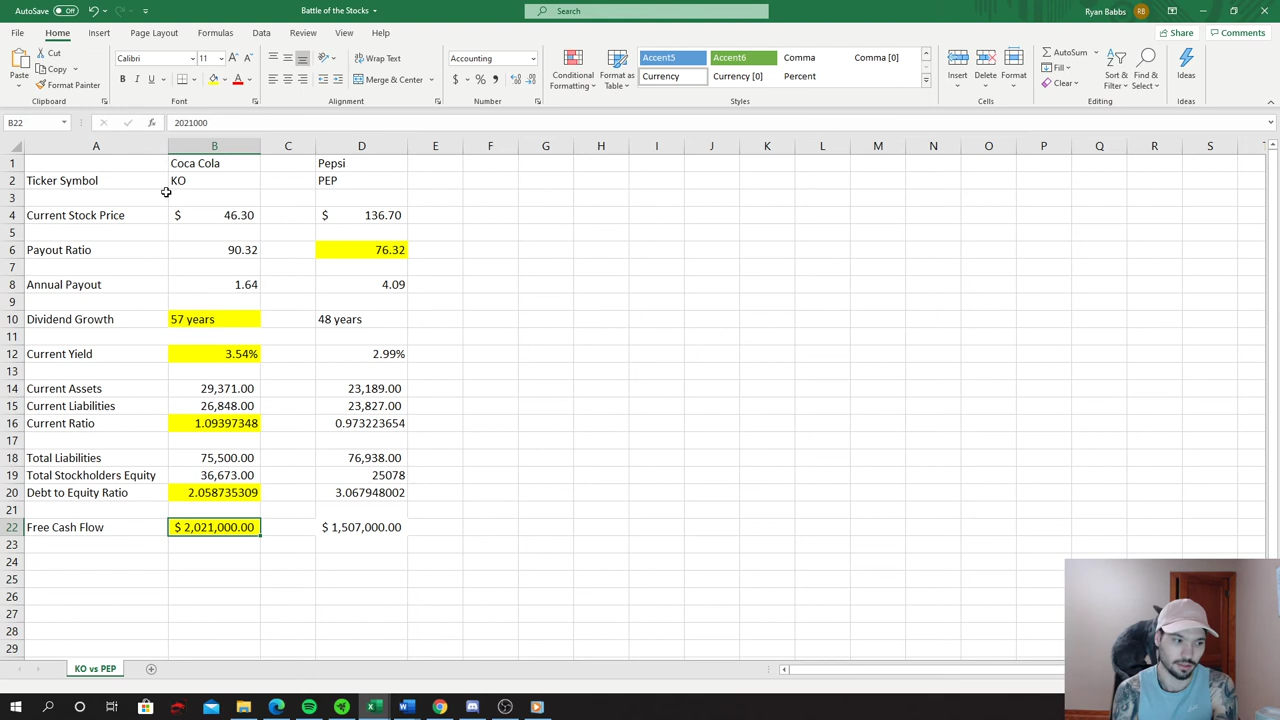 AutoSave Off
Battle of the Stocks
Search
Ryan Babbs
RB
File Home Insert Page Layout Formulas Data Review View Help
Share Comments
Paste
Cut
Copy
Format Painter
Clipboard
Calibri 11
B I U
Font
Wrap Text
Merge & Center
Alignment
Accounting
$ % ,
Number
Conditional Formatting
Format as Table
Accent5 Accent6 Comma Comma [0]
Currency Currency [0] Percent
Styles
Insert Delete Format
Cells
AutoSum
Fill
Clear
Sort & Filter
Find & Select
Editing
Ideas
Ideas
B22 fx 2021000
A B C D E F G H I J K L M N O P Q R S
1 Coca Cola Pepsi
2 Ticker Symbol KO PEP
3
4 Current Stock Price $ 46.30 $ 136.70
5
6 Payout Ratio 90.32 76.32
7
8 Annual Payout 1.64 4.09
9
10 Dividend Growth 57 years 48 years
11
12 Current Yield 3.54% 2.99%
13
14 Current Assets 29,371.00 23,189.00
15 Current Liabilities 26,848.00 23,827.00
16 Current Ratio 1.09397348 0.973223654
17
18 Total Liabilities 75,500.00 76,938.00
19 Total Stockholders Equity 36,673.00 25078
20 Debt to Equity Ratio 2.058735309 3.067948002
21
22 Free Cash Flow $ 2,021,000.00 $ 1,507,000.00
23
24
25
26
27
28
29
KO vs PEP